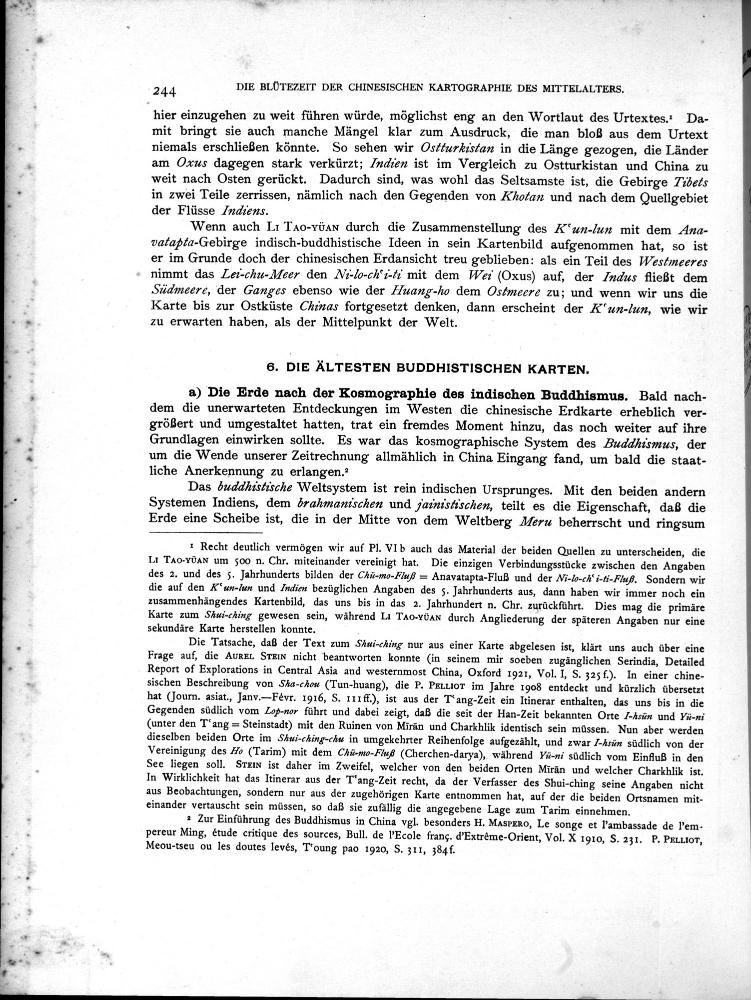 244
DIE BLÜTEZEIT DER CHINESISCHEN KARTOGRAPHIE DES MITTELALTERS.
hier einzugehen zu weit führen würde, möglichst eng an den Wortlaut des Urtextes.¹ Da-
mit bringt sie auch manche Mängel klar zum Ausdruck, die man bloß aus dem Urtext
niemals erschließen könnte. So sehen wir Ostturkistan in die Länge gezogen, die Länder
am Oxus dagegen stark verkürzt; Indien ist im Vergleich zu Ostturkistan und China zu
weit nach Osten gerückt. Dadurch sind, was wohl das Seltsamste ist, die Gebirge Tibets
in zwei Teile zerrissen, nämlich nach den Gegenden von Khotan und nach dem Quellgebiet
der Flüsse Indiens.
Wenn auch LI TAO-YÜAN durch die Zusammenstellung des K‘un-lun mit dem Ana-
vatapta-Gebirge indisch-buddhistische Ideen in sein Kartenbild aufgenommen hat, so ist
er im Grunde doch der chinesischen Erdansicht treu geblieben: als ein Teil des Westmeeres
nimmt das Lei-chu-Meer den Ni-lo-ch‘i-ti mit dem Wei (Oxus) auf, der Indus fließt dem
Südmeere, der Ganges ebenso wie der Huang-ho dem Ostmeere zu; und wenn wir uns die
Karte bis zur Ostküste Chinas fortgesetzt denken, dann erscheint der K‘un-lun, wie wir
zu erwarten haben, als der Mittelpunkt der Welt.
6. DIE ÄLTESTEN BUDDHISTISCHEN KARTEN.
a) Die Erde nach der Kosmographie des indischen Buddhismus. Bald nach-
dem die unerwarteten Entdeckungen im Westen die chinesische Erdkarte erheblich ver-
größert und umgestaltet hatten, trat ein fremdes Moment hinzu, das noch weiter auf ihre
Grundlagen einwirken sollte. Es war das kosmographische System des Buddhismus, der
um die Wende unserer Zeitrechnung allmählich in China Eingang fand, um bald die staat-
liche Anerkennung zu erlangen.²
Das buddhistische Weltsystem ist rein indischen Ursprunges. Mit den beiden andern
Systemen Indiens, dem brahmanischen und jainistischen, teilt es die Eigenschaft, daß die
Erde eine Scheibe ist, die in der Mitte von dem Weltberg Meru beherrscht und ringsum
¹ Recht deutlich vermögen wir auf Pl. VI b auch das Material der beiden Quellen zu unterscheiden, die
LI TAO-YÜAN um 500 n. Chr. miteinander vereinigt hat. Die einzigen Verbindungsstücke zwischen den Angaben
des 2. und des 5. Jahrhunderts bilden der Chü-mo-Fluß = Anavatapta-Fluß und der Ni-lo-ch‘i-ti-Fluß. Sondern wir
die auf den K‘un-lun und Indien bezüglichen Angaben des 5. Jahrhunderts aus, dann haben wir immer noch ein
zusammenhängendes Kartenbild, das uns bis in das 2. Jahrhundert n. Chr. zurückführt. Dies mag die primäre
Karte zum Shui-ching gewesen sein, während LI TAO-YÜAN durch Angliederung der späteren Angaben nur eine
sekundäre Karte herstellen konnte.
Die Tatsache, daß der Text zum Shui-ching nur aus einer Karte abgelesen ist, klärt uns auch über eine
Frage auf, die AUREL STEIN nicht beantworten konnte (in seinem mir soeben zugänglichen Serindia, Detailed
Report of Explorations in Central Asia and westernmost China, Oxford 1921, Vol. I, S. 325 f.). In einer chine-
sischen Beschreibung von Sha-chou (Tun-huang), die P. PELLIOT im Jahre 1908 entdeckt und kürzlich übersetzt
hat (Journ. asiat., Janv.—Févr. 1916, S. 111 ff.), ist aus der T‘ang-Zeit ein Itinerar enthalten, das uns bis in die
Gegenden südlich vom Lop-nor führt und dabei zeigt, daß die seit der Han-Zeit bekannten Orte I-hsün und Yü-ni
(unter den T‘ang = Steinstadt) mit den Ruinen von Mīrān und Charkhlik identisch sein müssen. Nun aber werden
dieselben beiden Orte im Shui-ching-chu in umgekehrter Reihenfolge aufgezählt, und zwar I-hsün südlich von der
Vereinigung des Ho (Tarim) mit dem Chü-mo-Fluß (Cherchen-darya), während Yü-ni südlich vom Einfluß in den
See liegen soll. STEIN ist daher im Zweifel, welcher von den beiden Orten Mīrān und welcher Charkhlik ist.
In Wirklichkeit hat das Itinerar aus der T‘ang-Zeit recht, da der Verfasser des Shui-ching seine Angaben nicht
aus Beobachtungen, sondern nur aus der zugehörigen Karte entnommen hat, auf der die beiden Ortsnamen mit-
einander vertauscht sein müssen, so daß sie zufällig die angegebene Lage zum Tarim einnehmen.
² Zur Einführung des Buddhismus in China vgl. besonders H. MASPERO, Le songe et l’ambassade de l’em-
pereur Ming, étude critique des sources, Bull. de l’Ecole franç. d’Extrême-Orient, Vol. X 1910, S. 231. P. PELLIOT,
Meou-tseu ou les doutes levés, T‘oung pao 1920, S. 311, 384f.